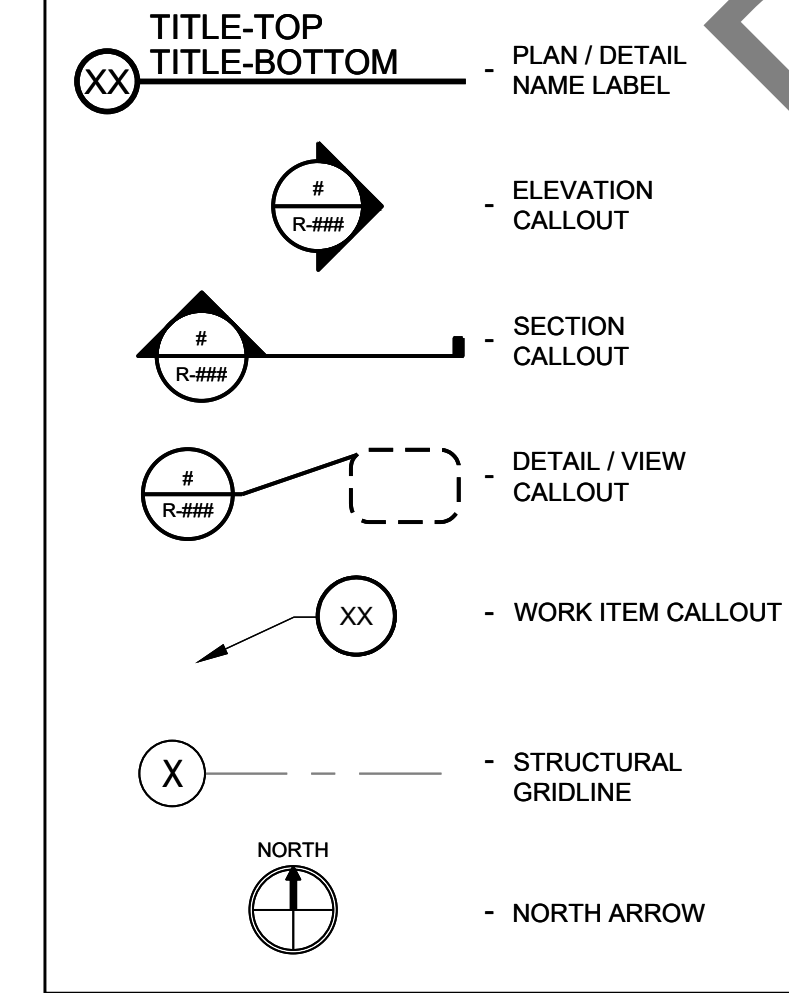 TITLE-TOP
TITLE-BOTTOM
XX
- PLAN / DETAIL
NAME LABEL
#
R-###
- ELEVATION
CALLOUT
#
R-###
- SECTION
CALLOUT
#
R-###
- DETAIL / VIEW
CALLOUT
XX
- WORK ITEM CALLOUT
X
- STRUCTURAL
GRIDLINE
NORTH
- NORTH ARROW